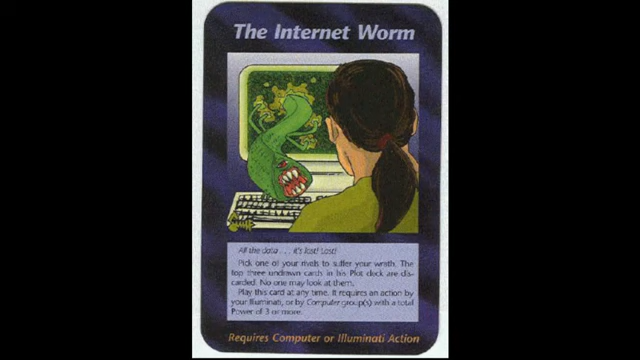 The Internet Worm
All the data . . . it's lost! Lost!
Pick one of your rivals to suffer your wrath. The
top three undrawn cards in his Plot deck are dis-
carded. No one may look at them.
Play this card at any time. It requires an action by
your Illuminati, or by Computer group(s) with a total
Power of 3 or more.
Requires Computer or Illuminati Action